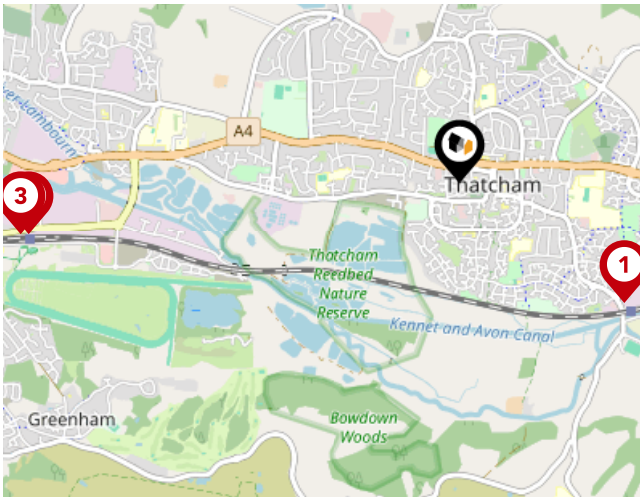 A4
Thatcham
3
1
Thatcham
Reedbed
Nature
Reserve
Kennet and Avon Canal
Greenham
Bowdown
Woods